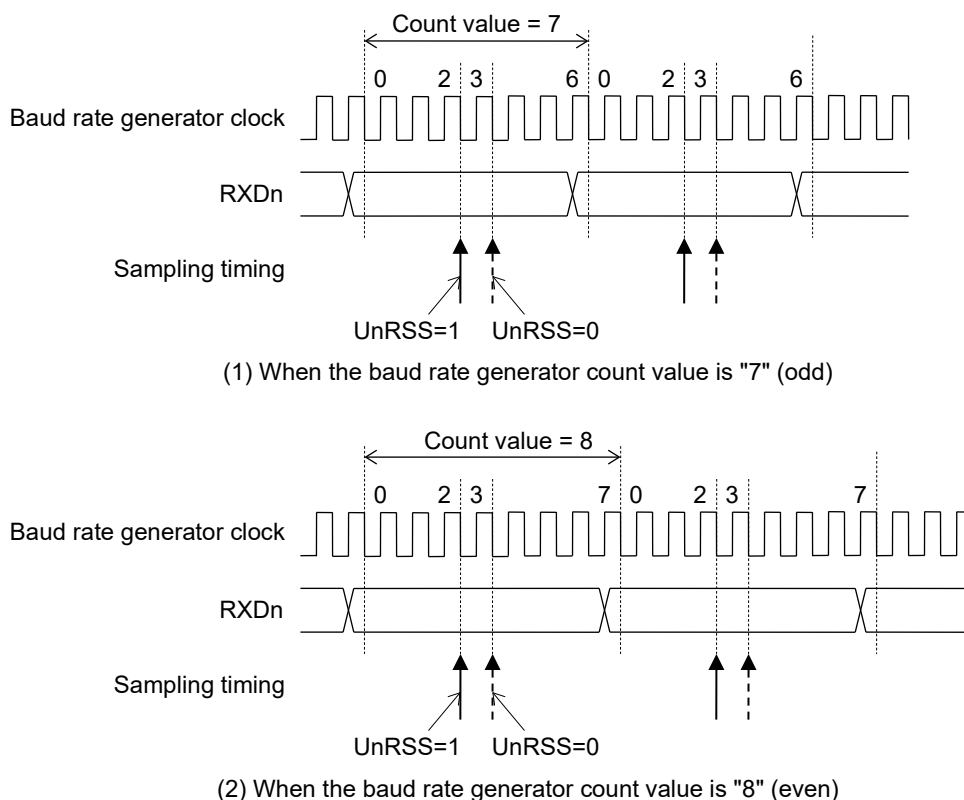 Count value = 7
0 2 3 6 0 2 3 6
Baud rate generator clock
RXDn
Sampling timing
UnRSS=1 UnRSS=0
(1) When the baud rate generator count value is "7" (odd)
Count value = 8
0 2 3 7 0 2 3 7
Baud rate generator clock
RXDn
Sampling timing
UnRSS=1 UnRSS=0
(2) When the baud rate generator count value is "8" (even)